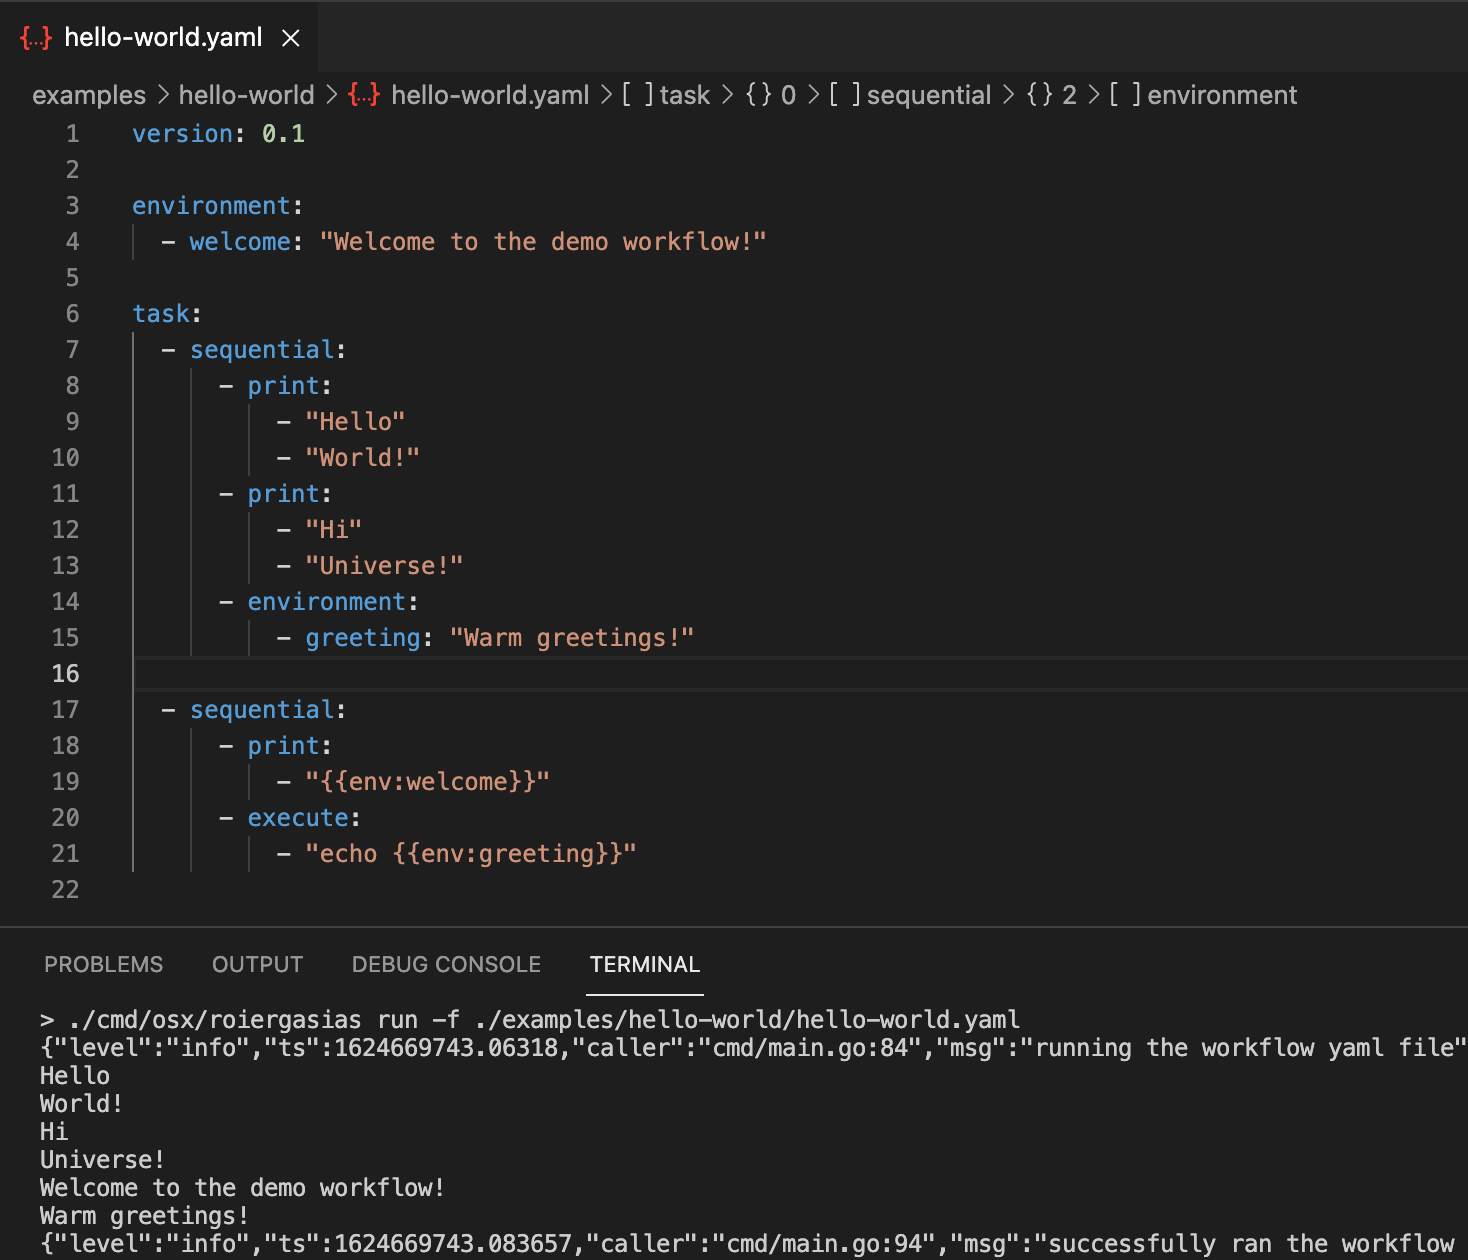 {..} hello-world.yaml ×
examples > hello-world > {..} hello-world.yaml > [ ] task > {} 0 > [ ] sequential > {} 2 > [ ] environment
1 version: 0.1
2
3 environment:
4   - welcome: "Welcome to the demo workflow!"
5
6 task:
7   - sequential:
8       - print:
9           - "Hello"
10           - "World!"
11       - print:
12           - "Hi"
13           - "Universe!"
14       - environment:
15           - greeting: "Warm greetings!"
16
17   - sequential:
18       - print:
19           - "{{env:welcome}}"
20       - execute:
21           - "echo {{env:greeting}}"
22
PROBLEMS OUTPUT DEBUG CONSOLE TERMINAL
> ./cmd/osx/roiergasias run -f ./examples/hello-world/hello-world.yaml
{"level":"info","ts":1624669743.06318,"caller":"cmd/main.go:84","msg":"running the workflow yaml file"
Hello
World!
Hi
Universe!
Welcome to the demo workflow!
Warm greetings!
{"level":"info","ts":1624669743.083657,"caller":"cmd/main.go:94","msg":"successfully ran the workflow